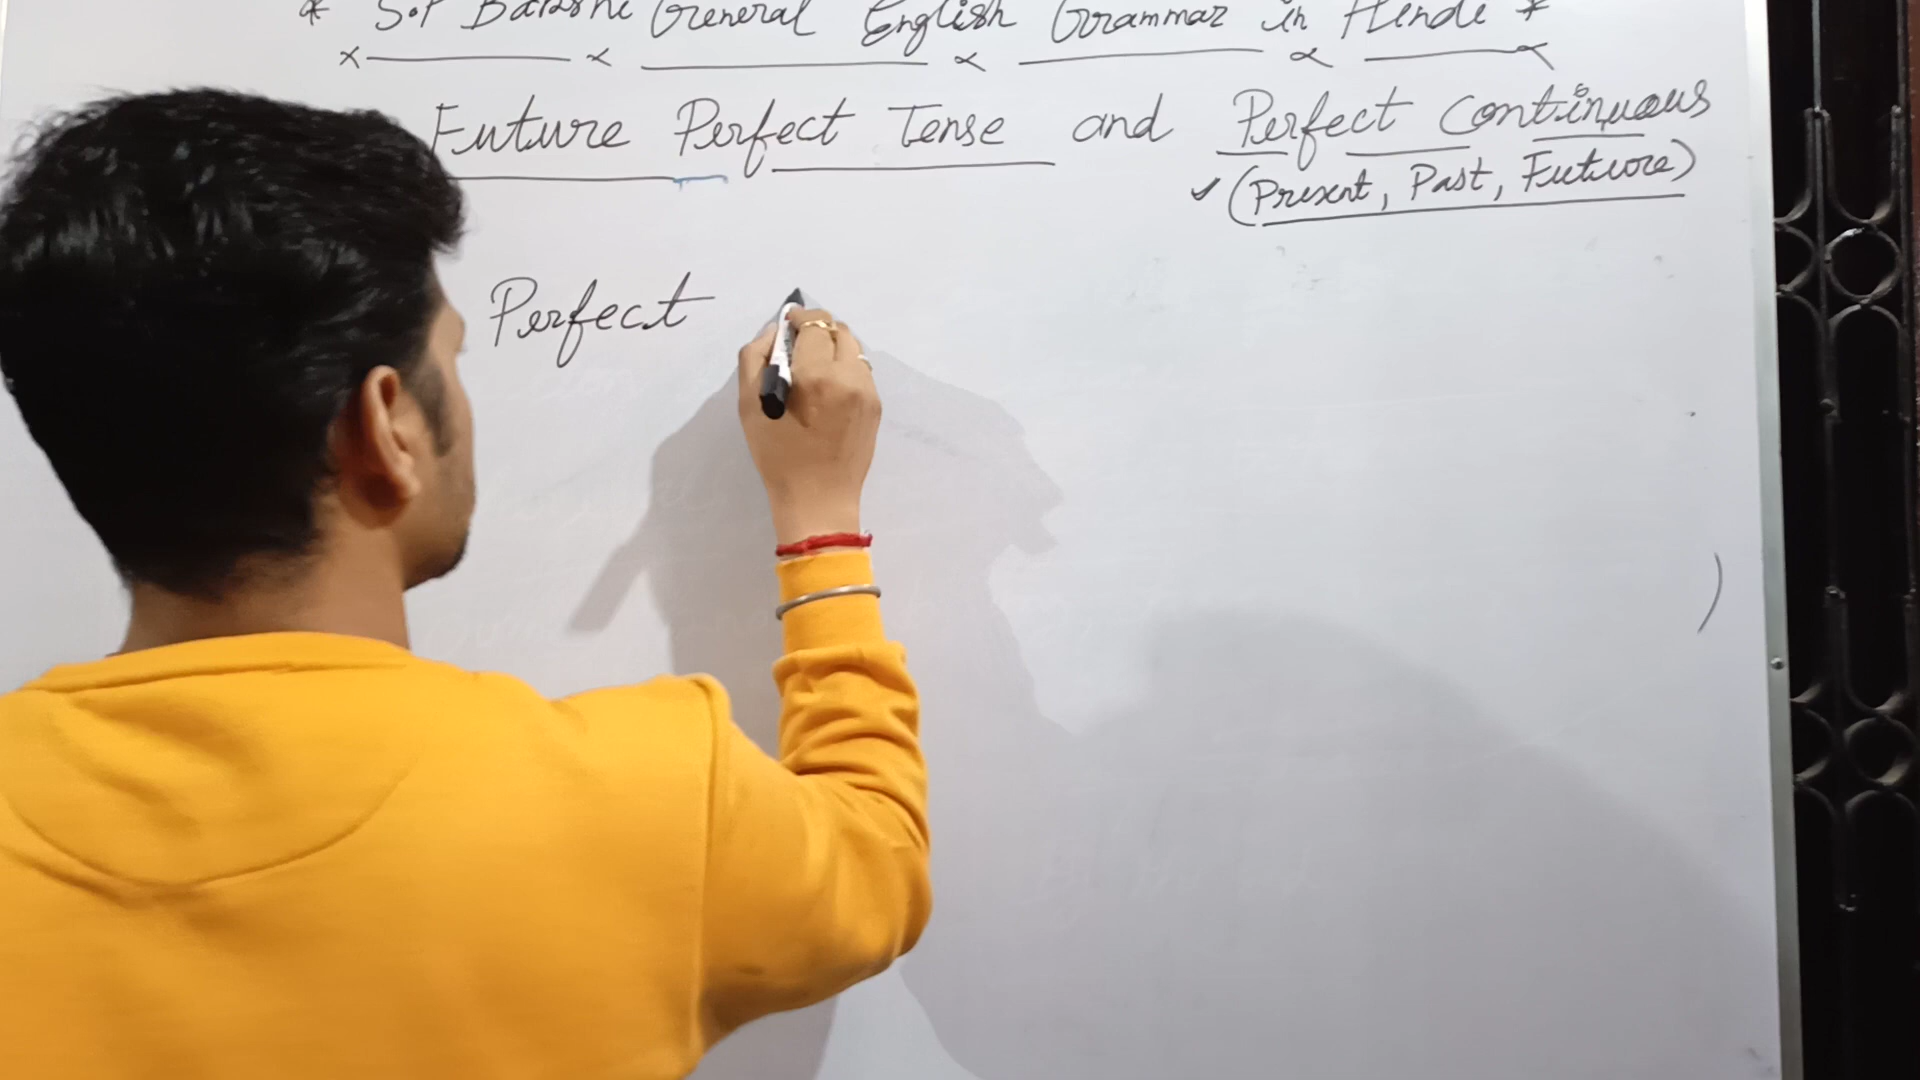 * S.P Bakshi General English Grammar in Hindi *
Future Perfect Tense and Perfect Continuous
✓ (Present, Past, Future)
Perfect